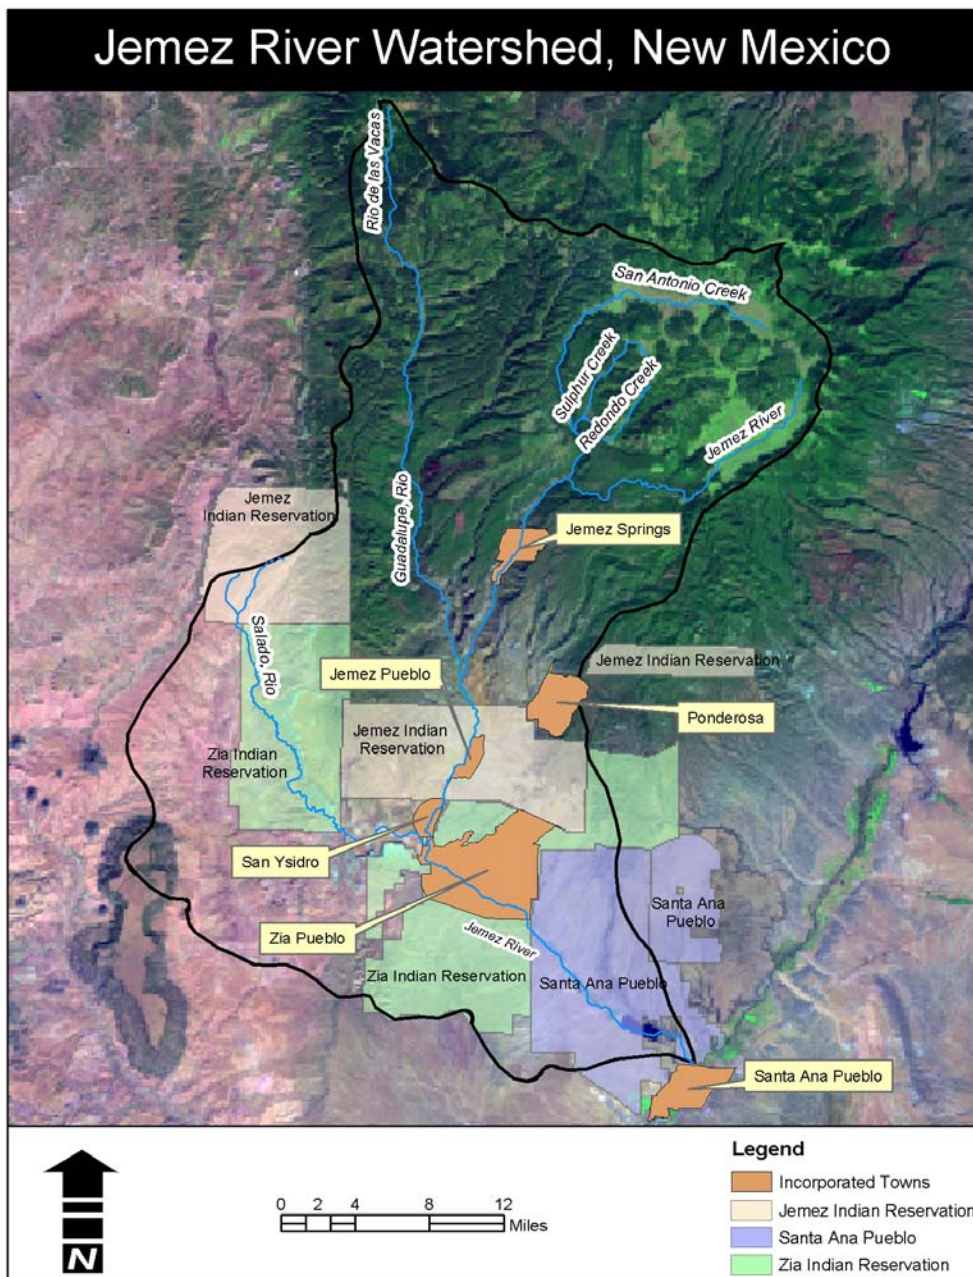 Jemez River Watershed, New Mexico
Rio de las Vacas
San Antonio Creek
Sulphur Creek
Redondo Creek
Jemez River
Jemez
Indian Reservation
Guadalupe, Rio
Jemez Springs
Salado, Rio
Jemez Indian Reservation
Jemez Pueblo
Ponderosa
Jemez Indian
Reservation
Zia Indian
Reservation
San Ysidro
Santa Ana
Pueblo
Zia Pueblo
Jemez River
Zia Indian Reservation
Santa Ana Pueblo
Santa Ana Pueblo
Legend
Incorporated Towns
Jemez Indian Reservation
Santa Ana Pueblo
Zia Indian Reservation
0 2 4 8 12
Miles
N